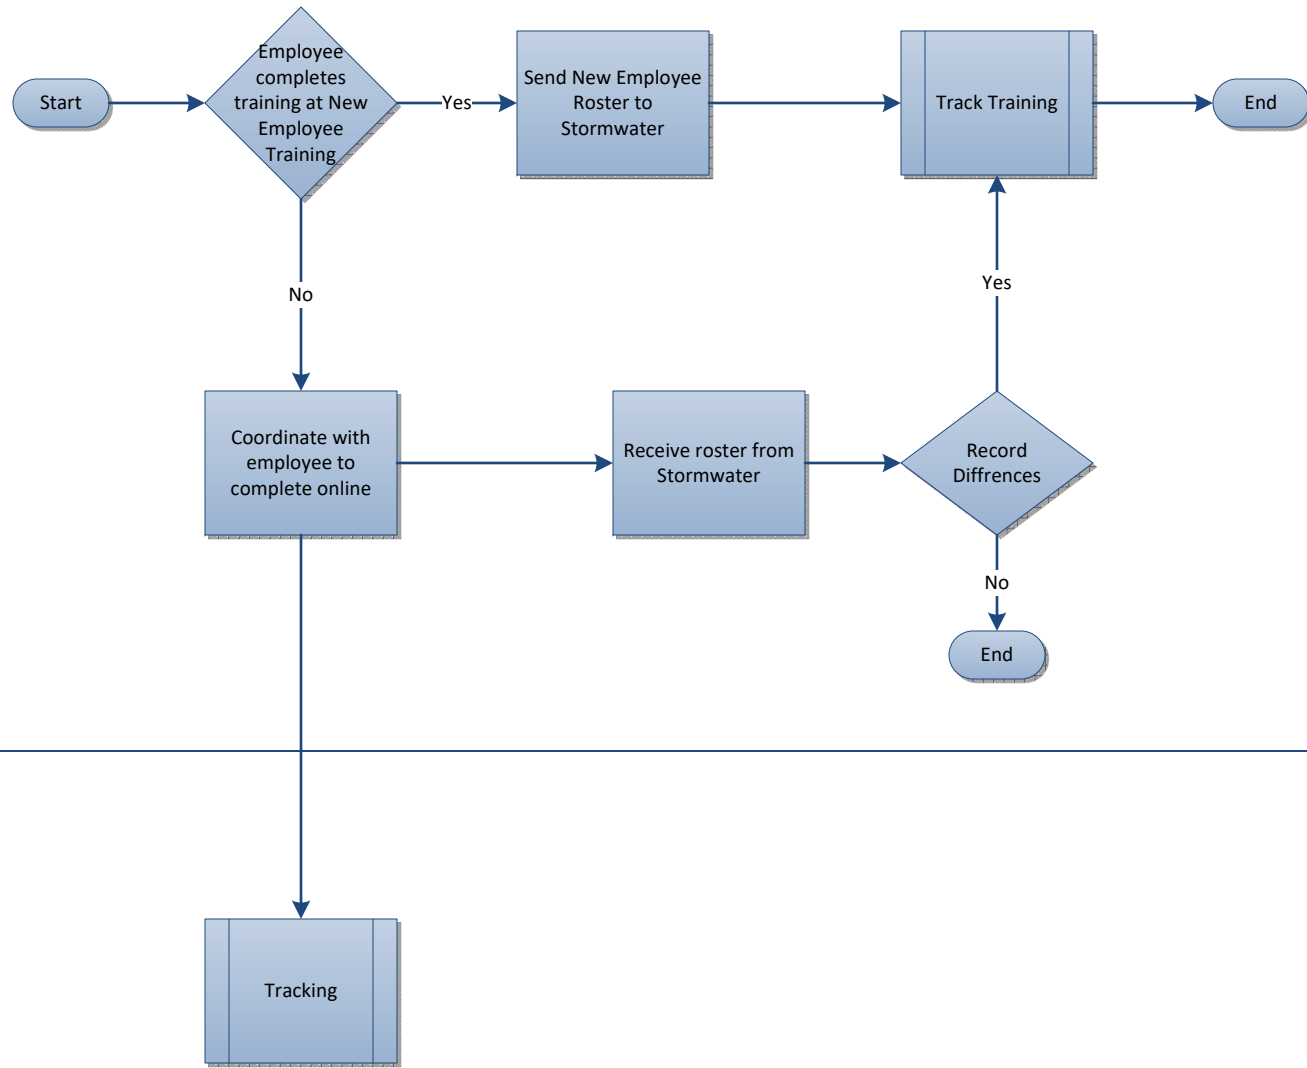 Start
Employee
completes
training at New
Employee
Training
Yes
Send New Employee
Roster to
Stormwater
Track Training
End
No
Yes
Coordinate with
employee to
complete online
Receive roster from
Stormwater
Record
Diffrences
No
End
Tracking